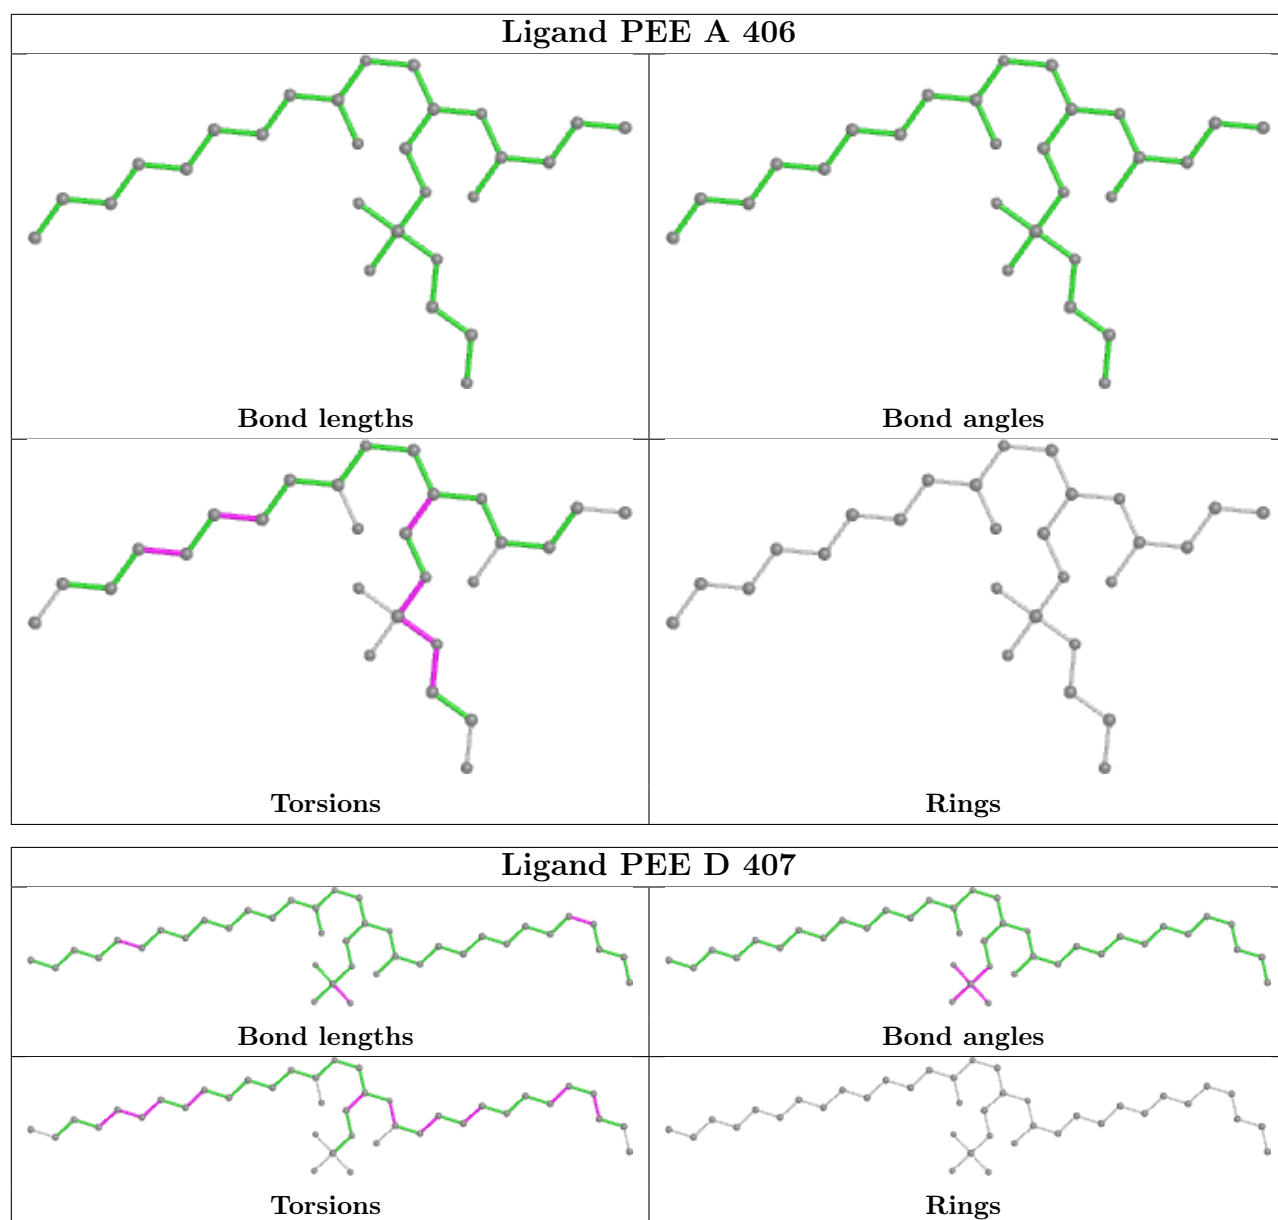 Ligand PEE A 406
Bond lengths
Bond angles
Torsions
Rings
Ligand PEE D 407
Bond lengths
Bond angles
Torsions
Rings